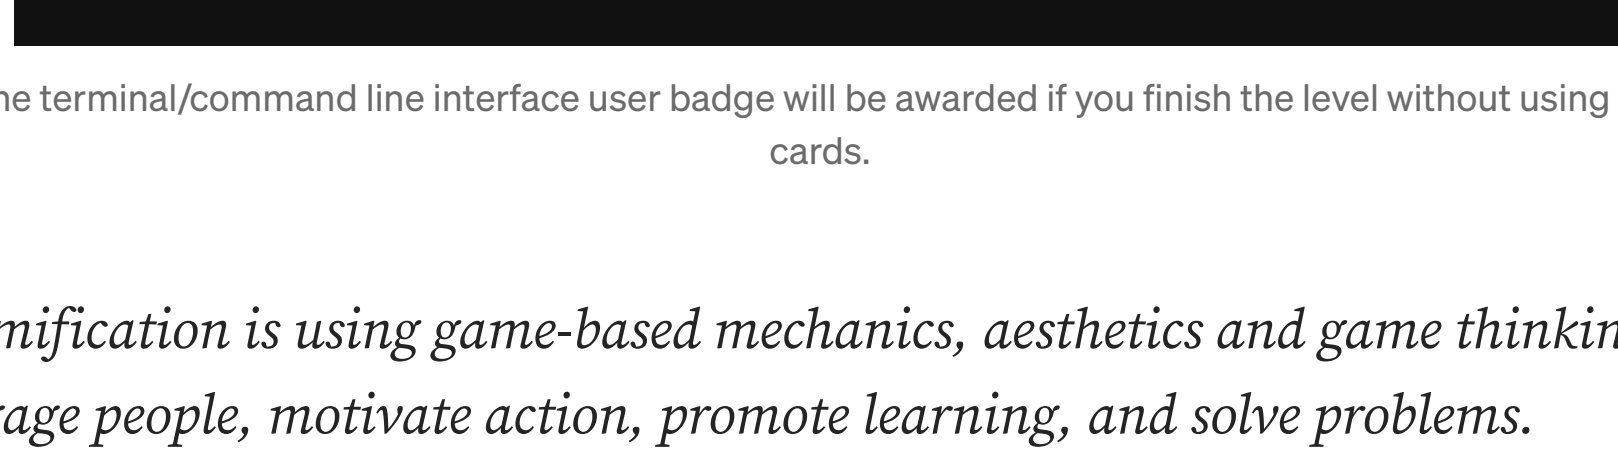 he terminal/command line interface user badge will be awarded if you finish the level without using
cards.
mification is using game-based mechanics, aesthetics and game thinkin
age people, motivate action, promote learning, and solve problems.